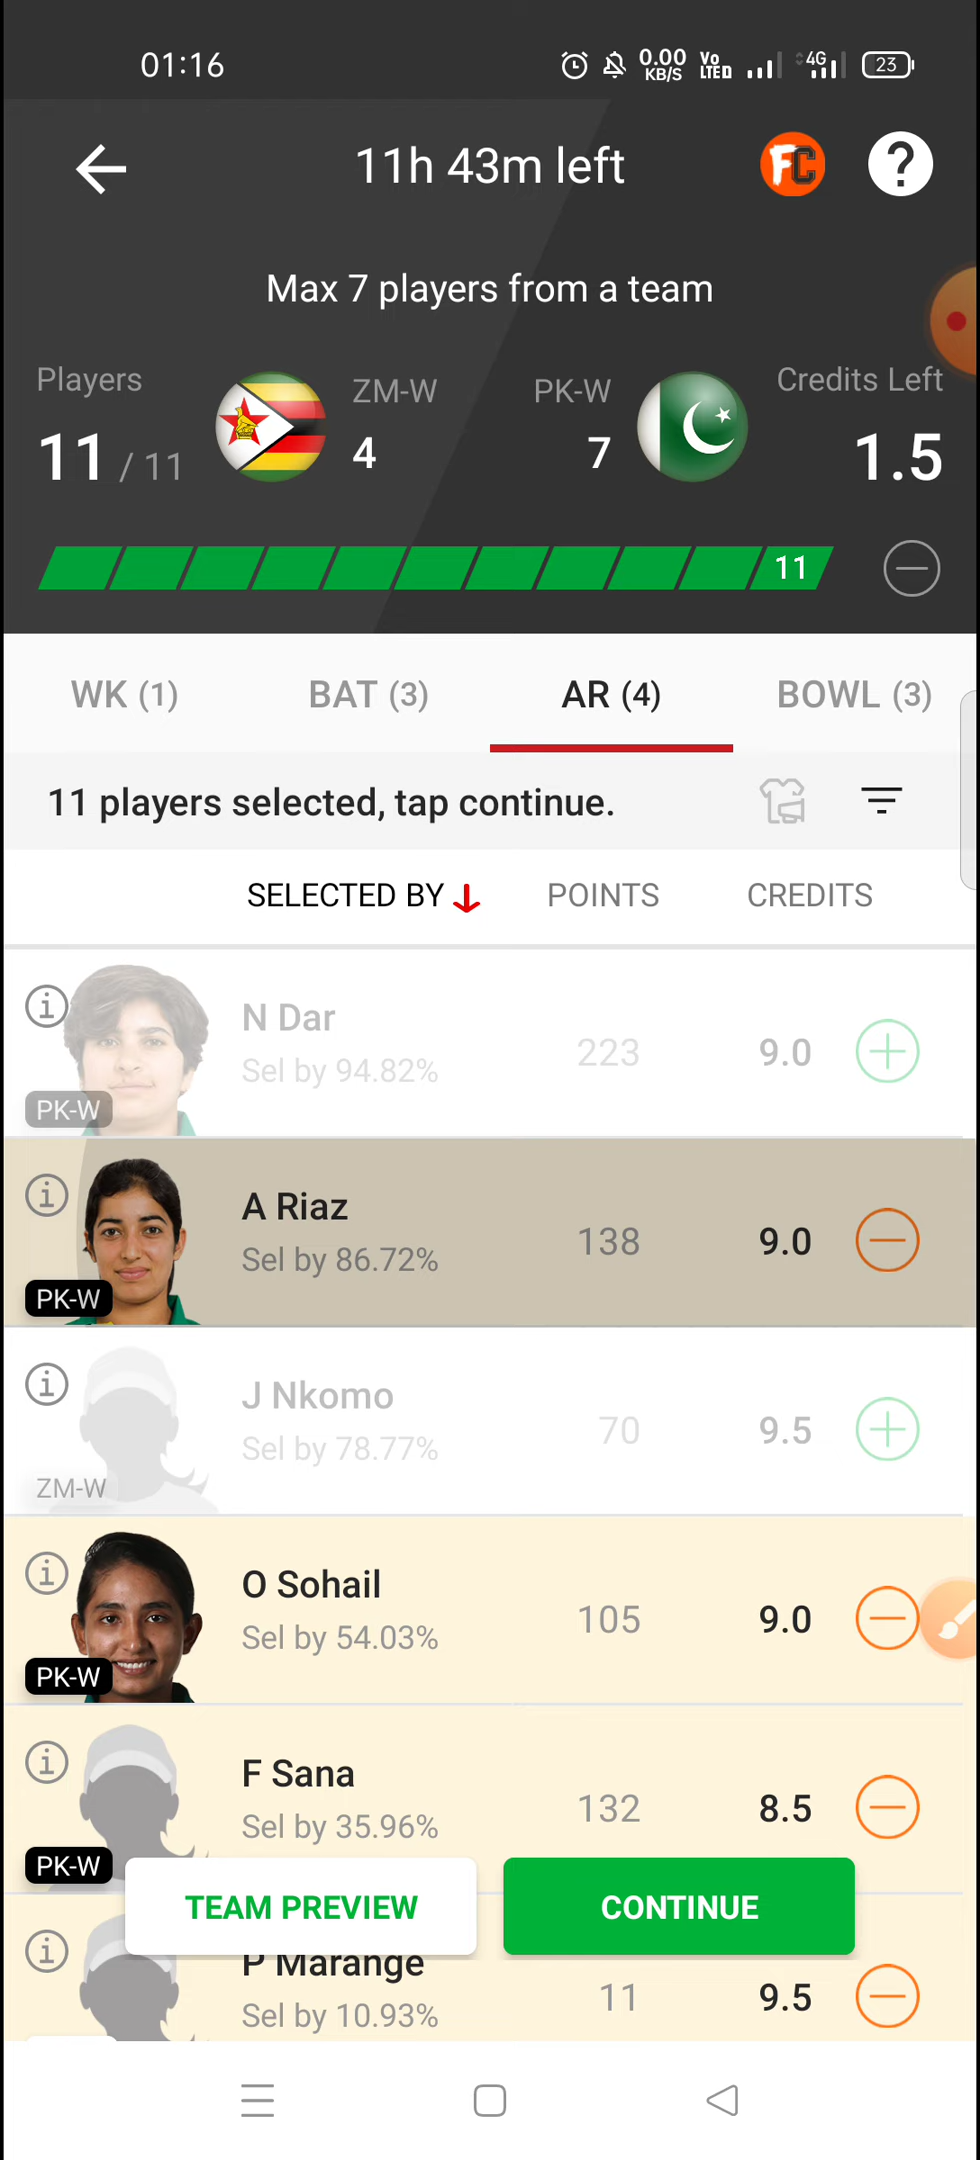 01:16
0.00 KB/S
Vo LTED
4G
23
11h 43m left
FC
?
Max 7 players from a team
Players
ZM-W
PK-W
Credits Left
11 / 11
4
7
1.5
11
WK (1)
BAT (3)
AR (4)
BOWL (3)
11 players selected, tap continue.
SELECTED BY
POINTS
CREDITS
N Dar
Sel by 94.82%
223
9.0
PK-W
A Riaz
Sel by 86.72%
138
9.0
PK-W
J Nkomo
Sel by 78.77%
70
9.5
ZM-W
O Sohail
Sel by 54.03%
105
9.0
PK-W
F Sana
Sel by 35.96%
132
8.5
PK-W
TEAM PREVIEW
CONTINUE
P Marange
Sel by 10.93%
11
9.5